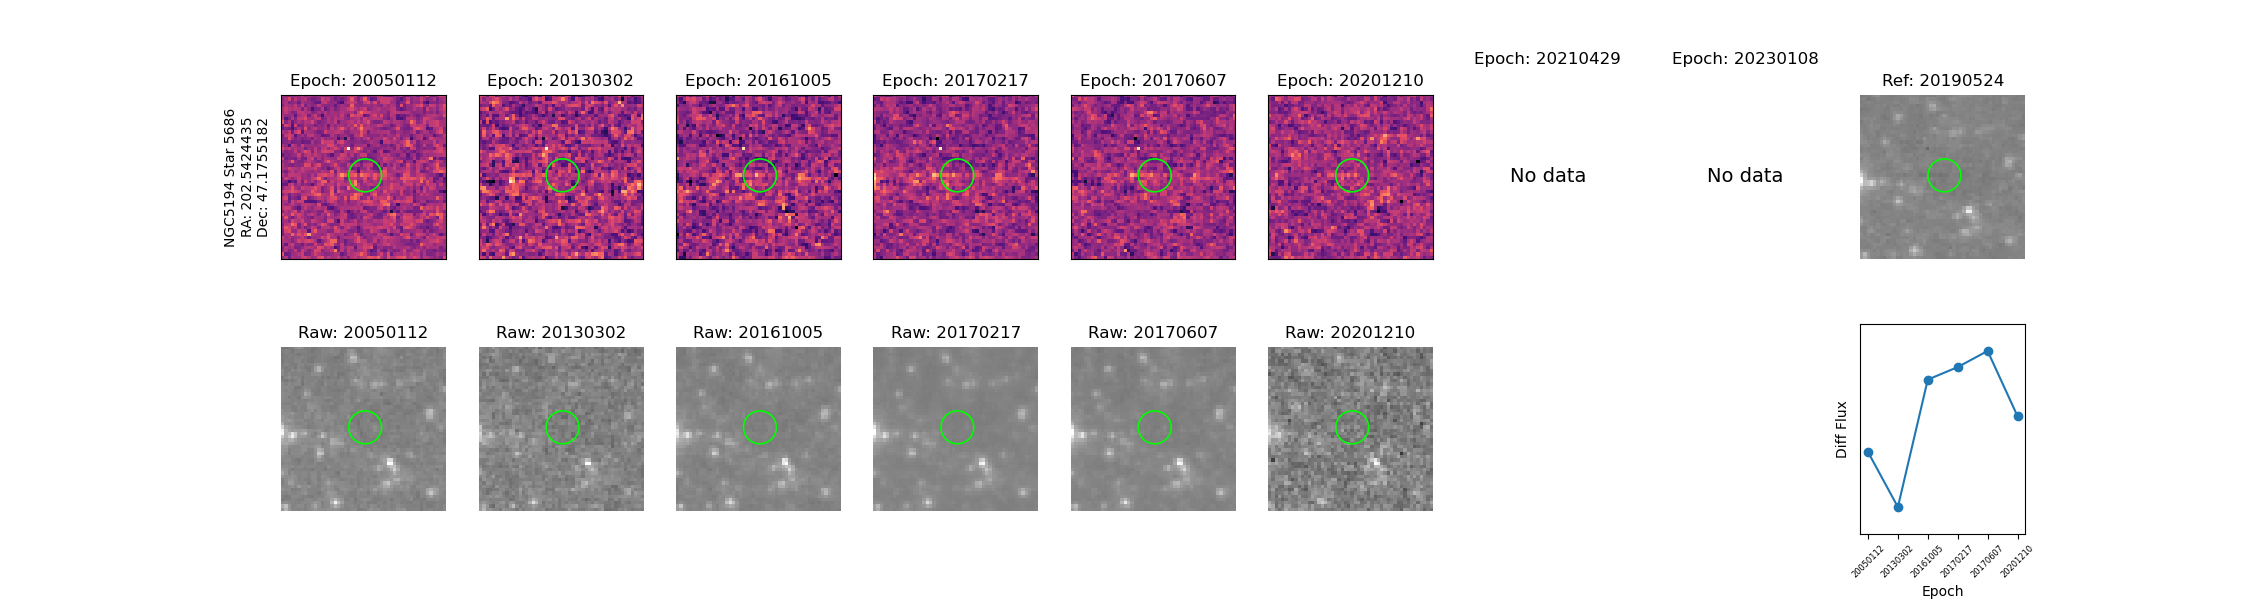 NGC5194 Star 5686
RA: 202.5424435
Dec: 47.1755182
Epoch: 20050112
Epoch: 20130302
Epoch: 20161005
Epoch: 20170217
Epoch: 20170607
Epoch: 20201210
Epoch: 20210429
Epoch: 20230108
Ref: 20190524
No data
No data
Raw: 20050112
Raw: 20130302
Raw: 20161005
Raw: 20170217
Raw: 20170607
Raw: 20201210
Diff Flux
20050112
20130302
20161005
20170217
20170607
20201210
Epoch